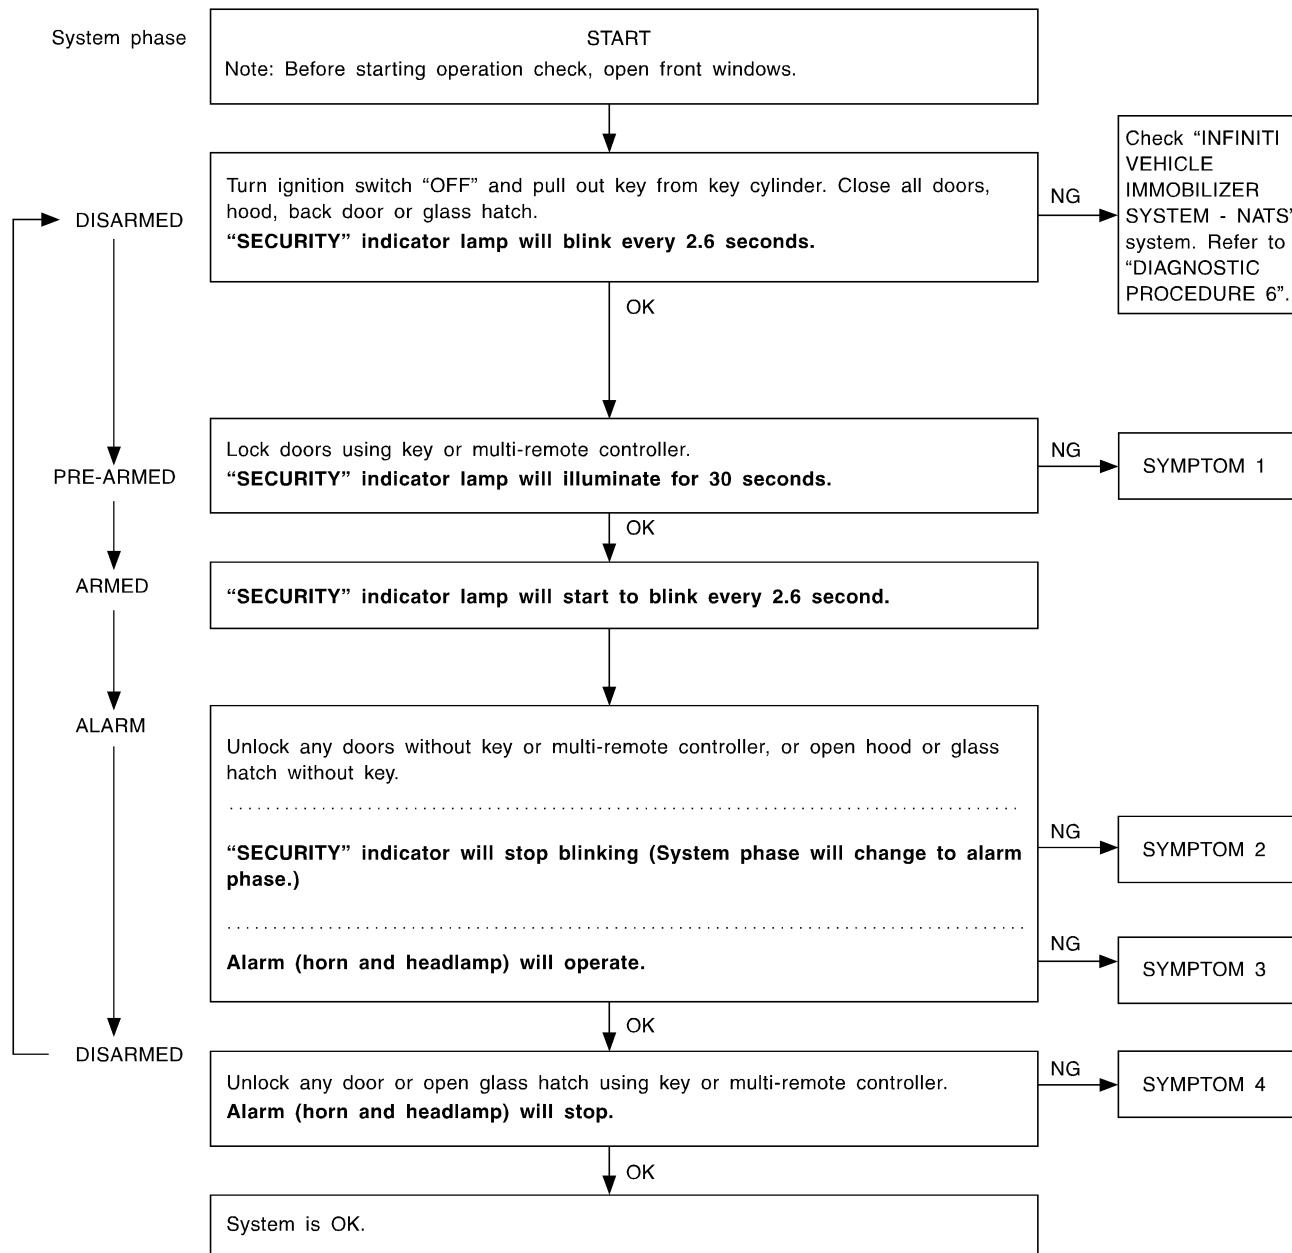 System phase
START
Note: Before starting operation check, open front windows.
DISARMED
Turn ignition switch “OFF” and pull out key from key cylinder. Close all doors,
hood, back door or glass hatch.
“SECURITY” indicator lamp will blink every 2.6 seconds.
NG
Check “INFINITI
VEHICLE
IMMOBILIZER
SYSTEM - NATS”
system. Refer to
“DIAGNOSTIC
PROCEDURE 6”.
OK
PRE-ARMED
Lock doors using key or multi-remote controller.
“SECURITY” indicator lamp will illuminate for 30 seconds.
NG
SYMPTOM 1
OK
ARMED
“SECURITY” indicator lamp will start to blink every 2.6 second.
ALARM
Unlock any doors without key or multi-remote controller, or open hood or glass
hatch without key.
“SECURITY” indicator will stop blinking (System phase will change to alarm
phase.)
NG
SYMPTOM 2
Alarm (horn and headlamp) will operate.
NG
SYMPTOM 3
OK
DISARMED
Unlock any door or open glass hatch using key or multi-remote controller.
Alarm (horn and headlamp) will stop.
NG
SYMPTOM 4
OK
System is OK.